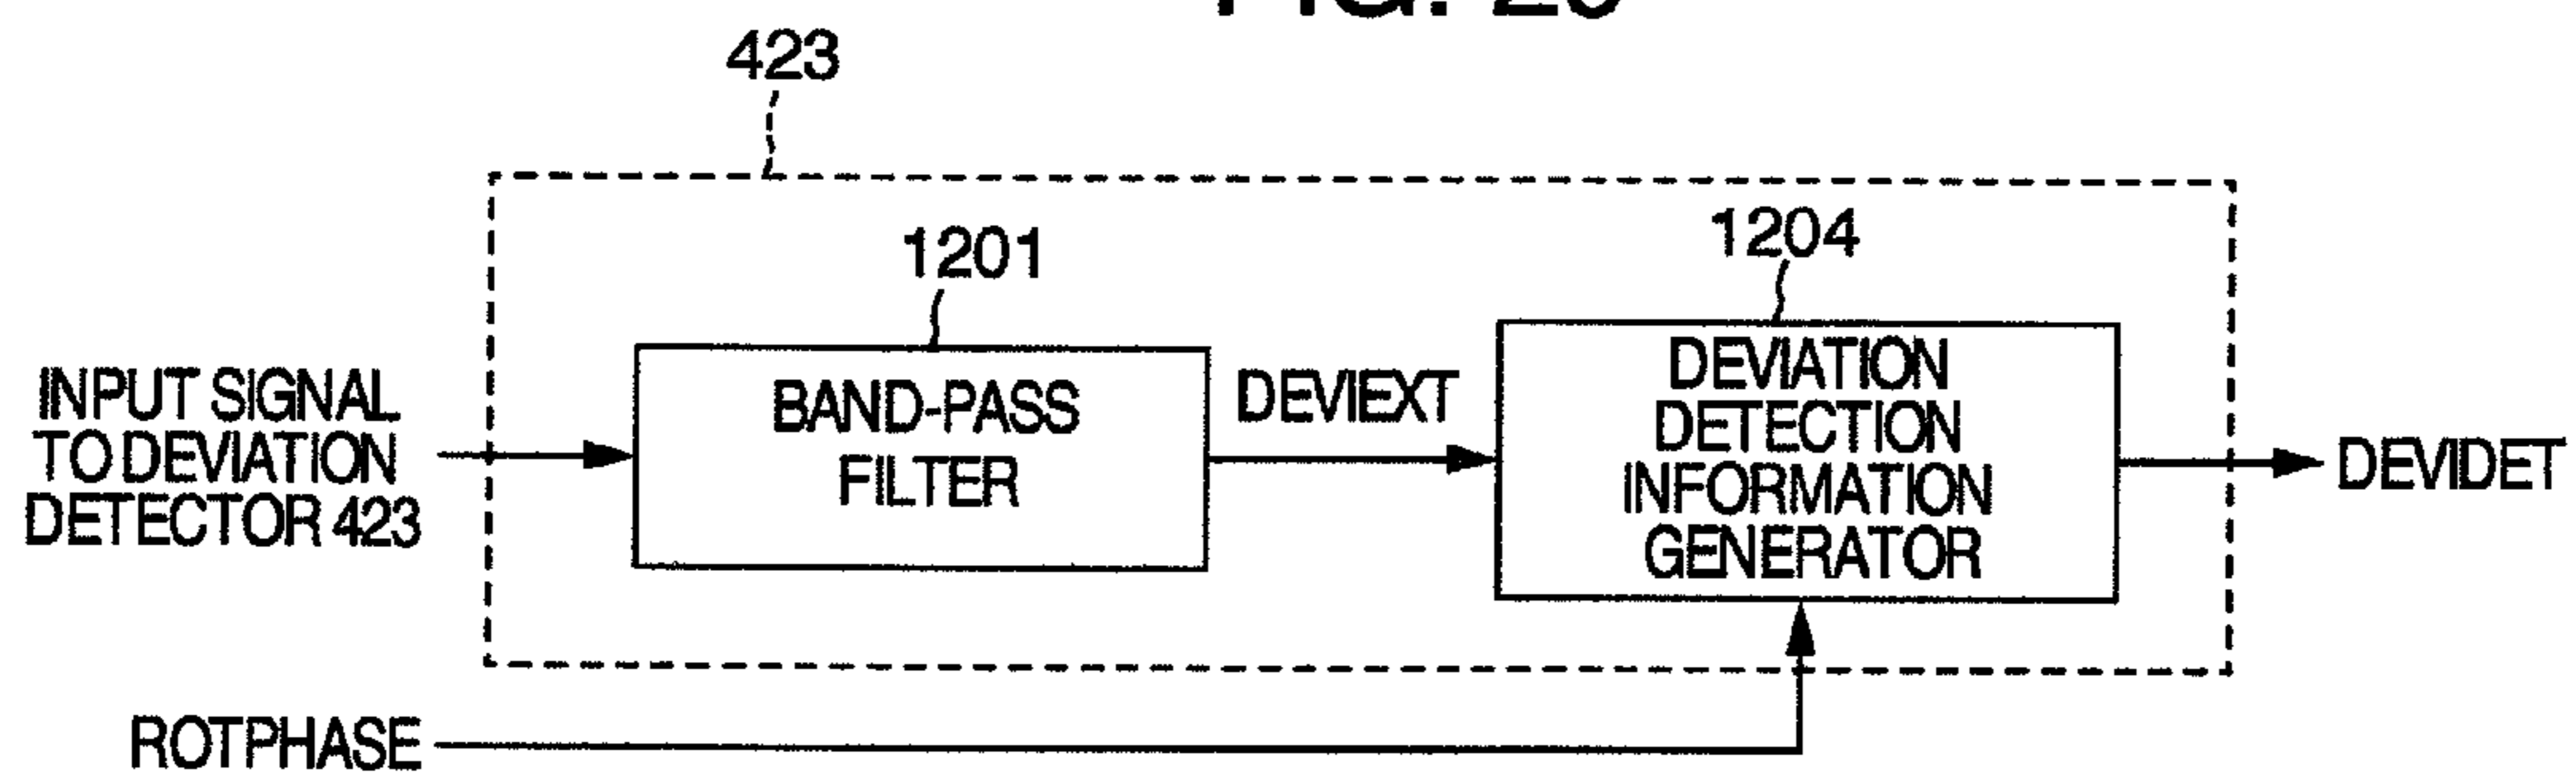 423
1201
1204
INPUT SIGNAL
TO DEVIATION
DETECTOR 423
BAND-PASS
FILTER
DEVIEXT
DEVIATION
DETECTION
INFORMATION
GENERATOR
DEVIDET
ROTPHASE